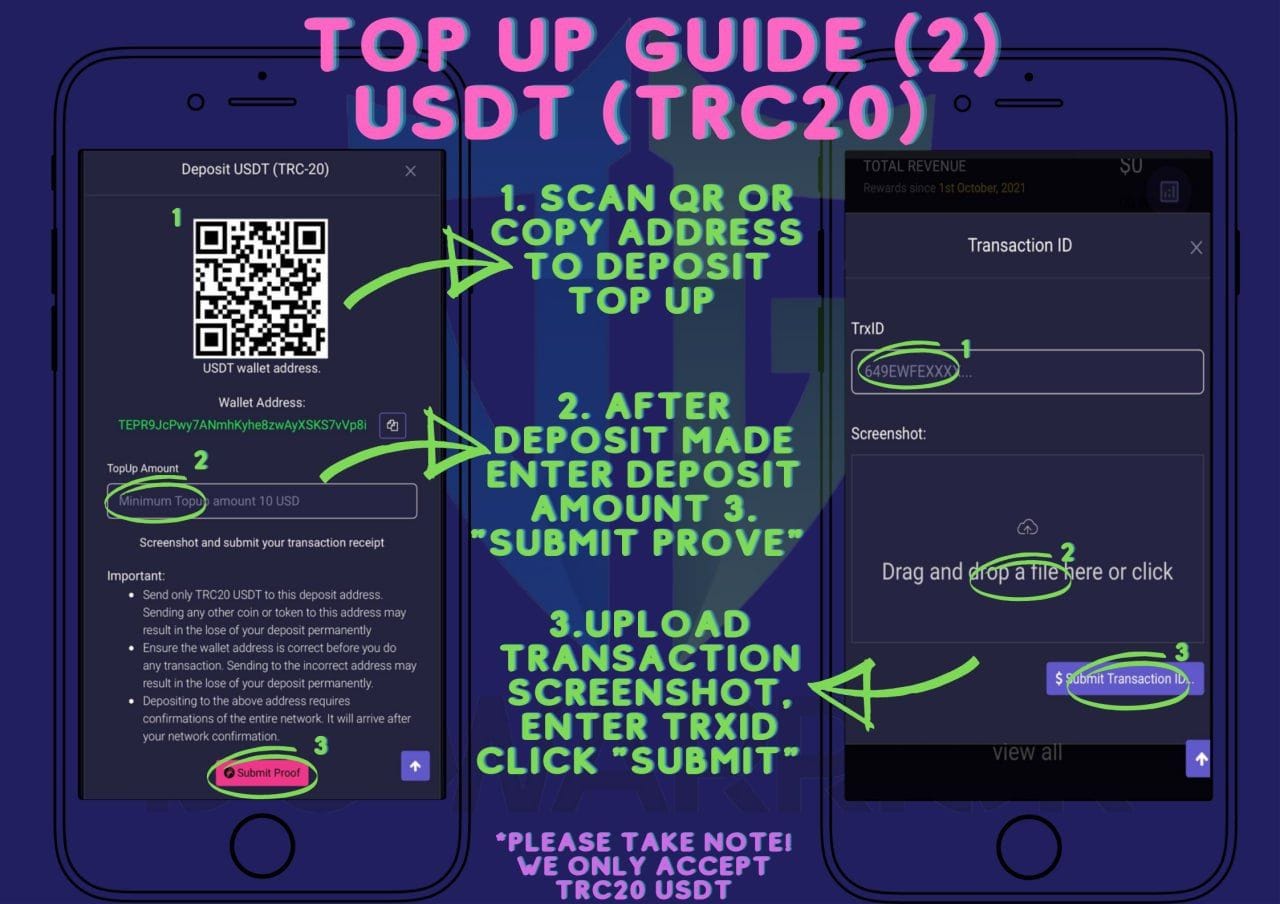 TOP UP GUIDE (2)
USDT (TRC20)
Deposit USDT (TRC-20)
1
USDT wallet address.
Wallet Address:
TEPR9JcPwy7ANmhKyhe8zwAyXSKS7vVp8i
TopUp Amount
2
Minimum Topup amount 10 USD
Screenshot and submit your transaction receipt
Important:
Send only TRC20 USDT to this deposit address.
Sending any other coin or token to this address may
result in the lose of your deposit permanently
Ensure the wallet address is correct before you do
any transaction. Sending to the incorrect address may
result in the lose of your deposit permanently.
Depositing to the above address requires
confirmations of the entire network. It will arrive after
your network confirmation.
3
Submit Proof
1. SCAN QR OR
COPY ADDRESS
TO DEPOSIT
TOP UP
2. AFTER
DEPOSIT MADE
ENTER DEPOSIT
AMOUNT 3.
"SUBMIT PROVE"
3.UPLOAD
TRANSACTION
SCREENSHOT,
ENTER TRXID
CLICK "SUBMIT"
*PLEASE TAKE NOTE!
WE ONLY ACCEPT
TRC20 USDT
TOTAL REVENUE
$0
Rewards since 1st October, 2021
Transaction ID
TrxID
1
649EWFEXXXX...
Screenshot:
2
Drag and drop a file here or click
3
$ Submit Transaction ID..
view all